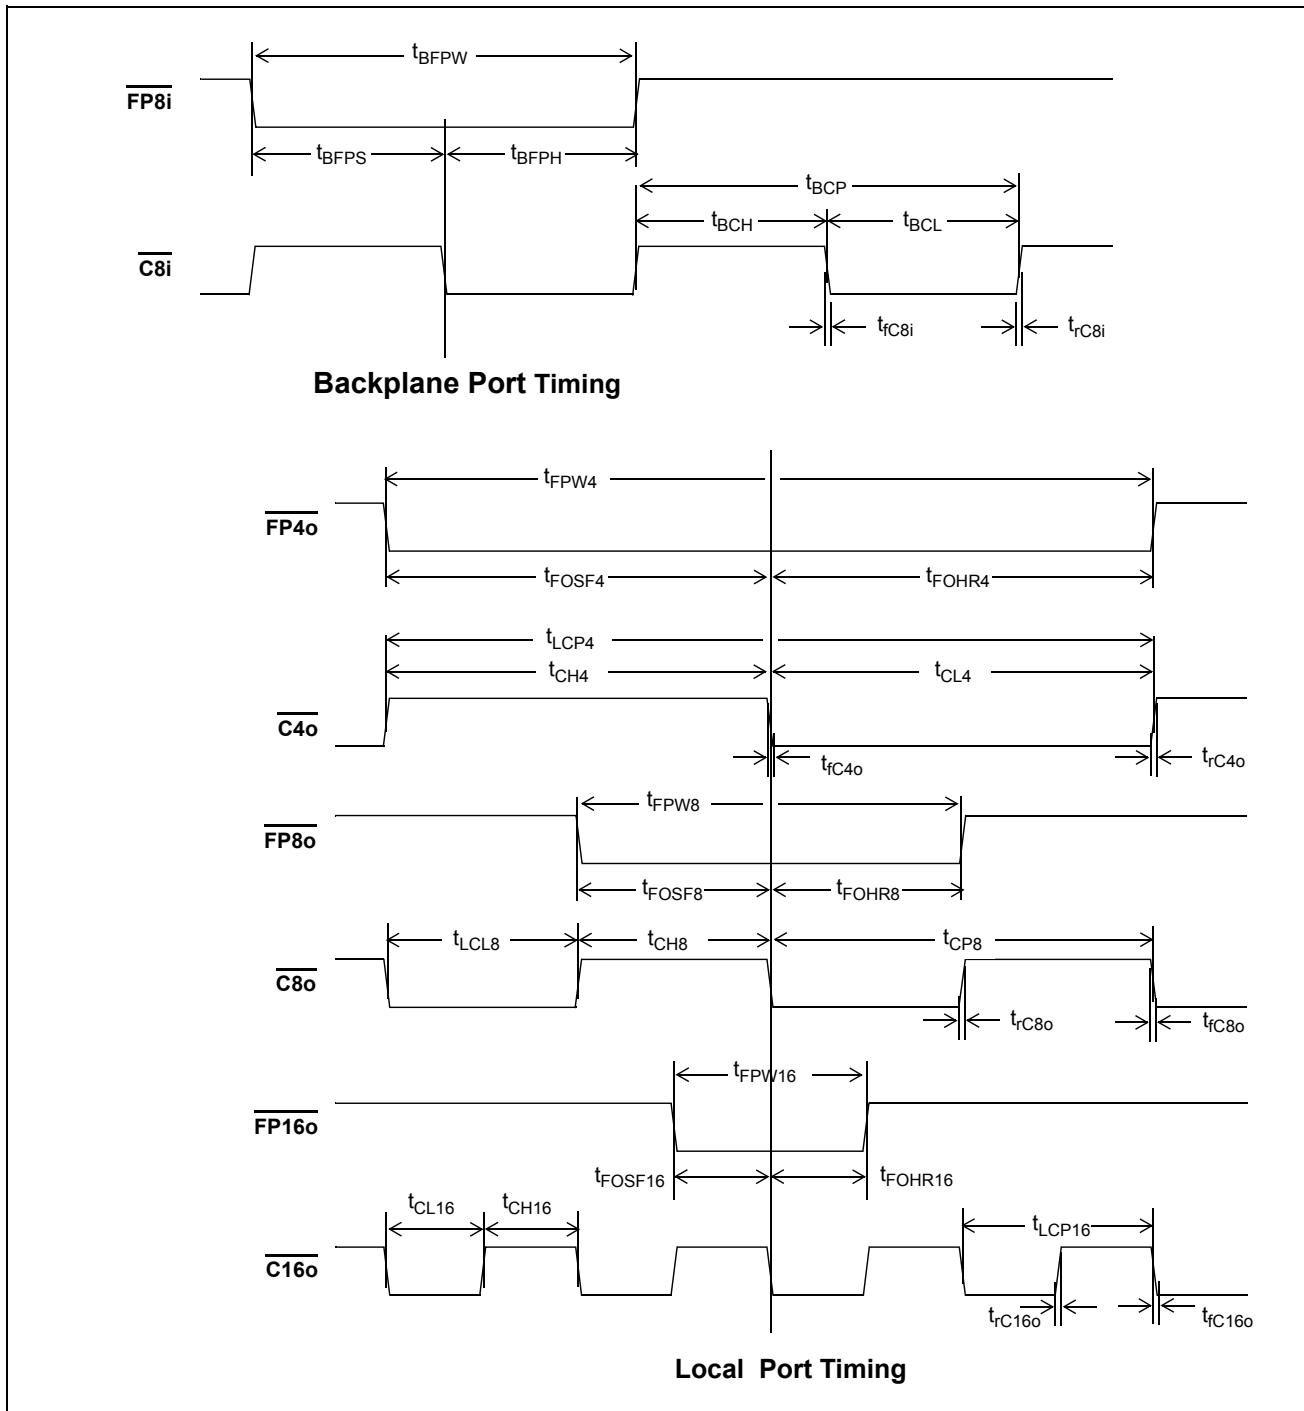 tBFPW
FP8i
tBFPS tBFPH
tBCP
tBCH tBCL
C8i
tfC8i trC8i
Backplane Port Timing
tFPW4
FP4o
tFOSF4 tFOHR4
tLCP4
tCH4 tCL4
C4o
tfC4o trC4o
tFPW8
FP8o
tFOSF8 tFOHR8
tLCL8 tCH8 tCP8
C8o
trC8o tfC8o
tFPW16
FP16o
tFOSF16 tFOHR16
tCL16 tCH16 tLCP16
C16o
trC16o tfC16o
Local Port Timing